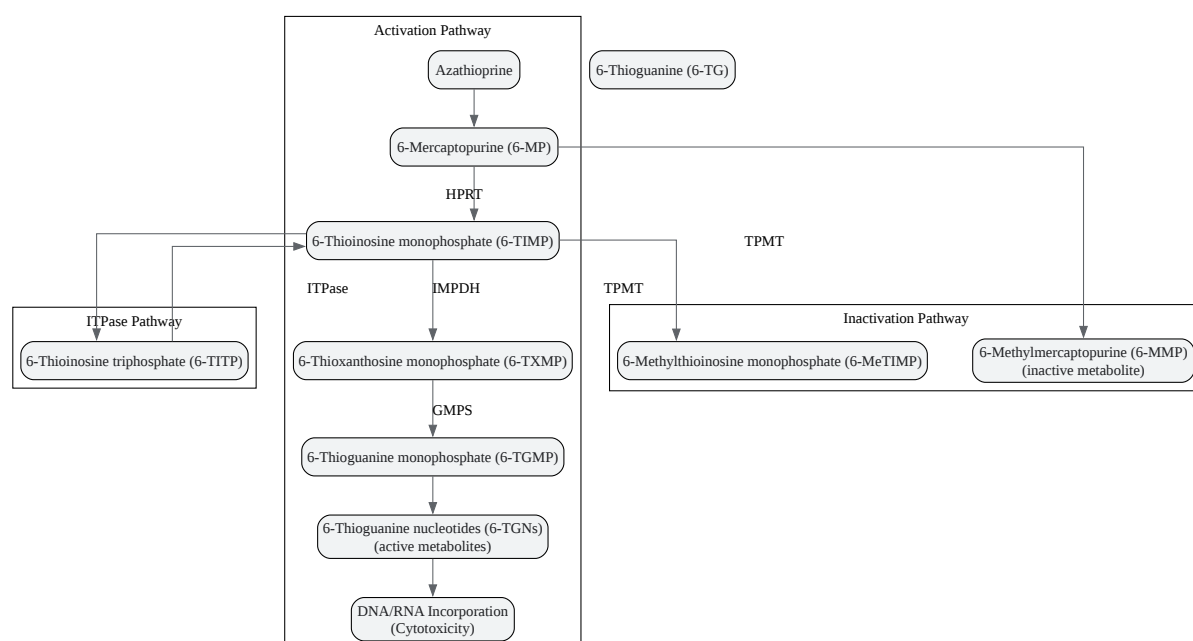 Activation Pathway
Azathioprine
6-Thioguanine (6-TG)
6-Mercaptopurine (6-MP)
HPRT
6-Thioinosine monophosphate (6-TIMP)
TPMT
ITPase
IMPDH
TPMT
ITPase Pathway
Inactivation Pathway
6-Thioinosine triphosphate (6-TITP)
6-Thioxanthosine monophosphate (6-TXMP)
6-Methylthioinosine monophosphate (6-MeTIMP)
6-Methylmercaptopurine (6-MMP)
(inactive metabolite)
GMPS
6-Thioguanine monophosphate (6-TGMP)
6-Thioguanine nucleotides (6-TGNs)
(active metabolites)
DNA/RNA Incorporation
(Cytotoxicity)